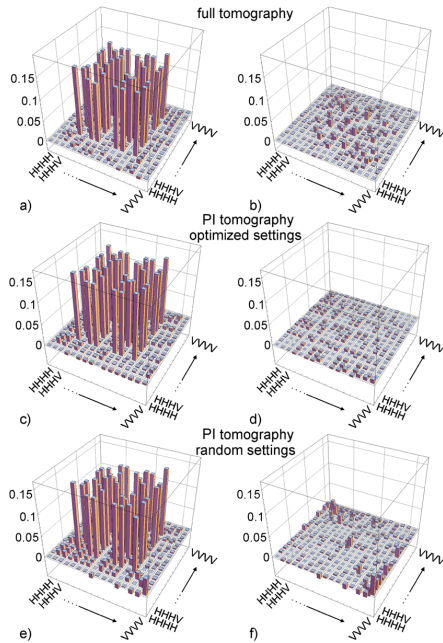 full tomography
0.15
0.1
0.05
0
HHHH
HHHV
VVVV
HHHV
HHHH
VVVV
a)
0.15
0.1
0.05
0
HHHH
HHHV
VVVV
HHHV
HHHH
VVVV
b)
PI tomography
optimized settings
0.15
0.1
0.05
0
HHHH
HHHV
VVVV
HHHV
HHHH
VVVV
c)
0.15
0.1
0.05
0
HHHH
HHHV
VVVV
HHHV
HHHH
VVVV
d)
PI tomography
random settings
0.15
0.1
0.05
0
HHHH
HHHV
VVVV
HHHV
HHHH
VVVV
e)
0.15
0.1
0.05
0
HHHH
HHHV
VVVV
HHHV
HHHH
VVVV
f)